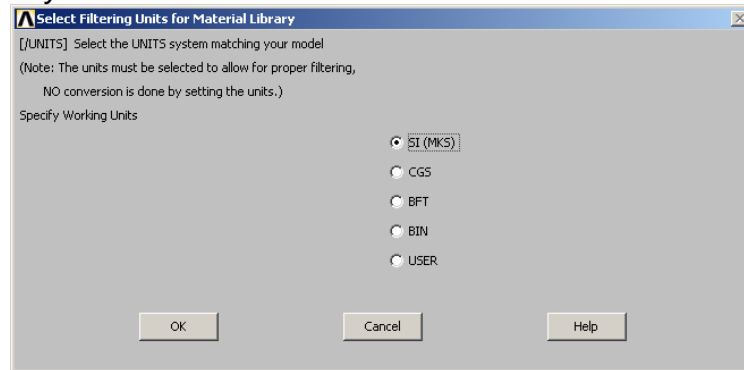 Select Filtering Units for Material Library
[/UNITS] Select the UNITS system matching your model
(Note: The units must be selected to allow for proper filtering,
NO conversion is done by setting the units.)
Specify Working Units
SI (MKS)
CGS
BFT
BIN
USER
OK Cancel Help